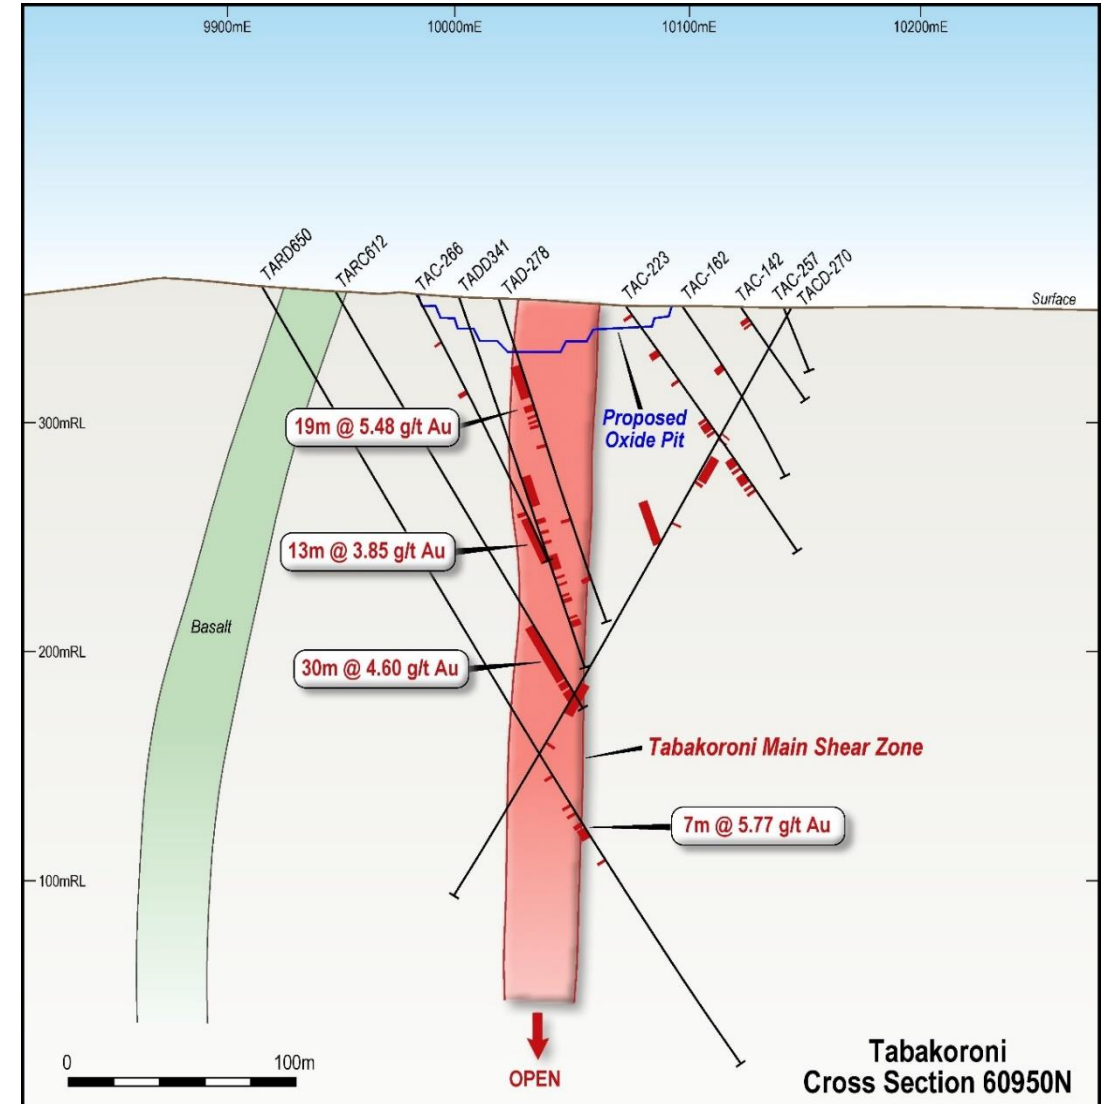 9900mE
10000mE
10100mE
10200mE
TARD650
TARC612
TAC-266
TADD341
TAD-278
TAC-223
TAC-162
TAC-142
TAC-257
TACD-270
Surface
300mRL
19m @ 5.48 g/t Au
Proposed
Oxide Pit
13m @ 3.85 g/t Au
Basalt
200mRL
30m @ 4.60 g/t Au
Tabakoroni Main Shear Zone
7m @ 5.77 g/t Au
100mRL
0
100m
OPEN
Tabakoroni
Cross Section 60950N